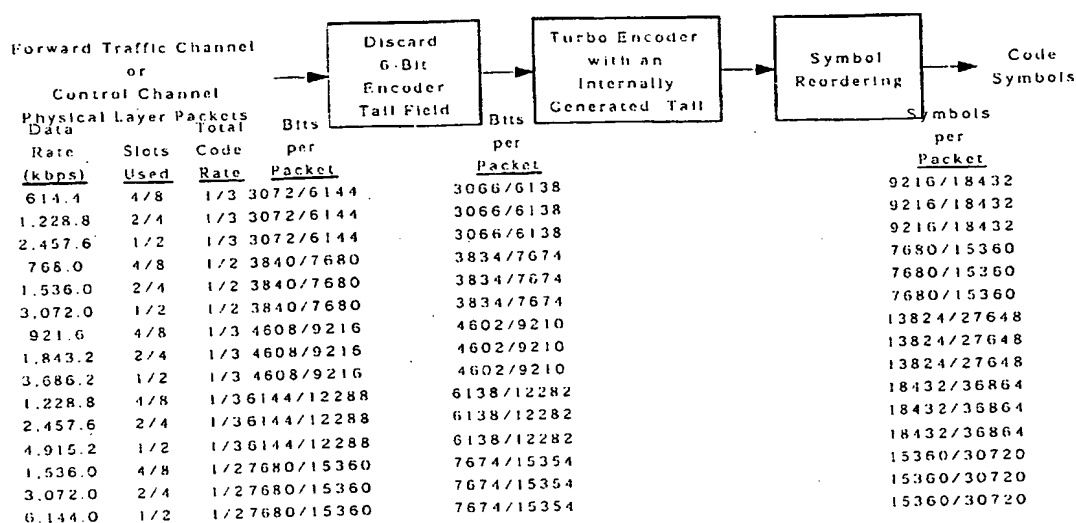 Forward Traffic Channel
or
Control Channel
Physical Layer Packets
Discard
6-Bit
Encoder
Tail Field
Turbo Encoder
with an
Internally
Generated Tail
Symbol
Reordering
Code
Symbols
Data Rate (kbps) Slots Used Total Code Rate Bits per Packet Bits per Packet Symbols per Packet
614.4 4/8 1/3 3072/6144 3066/6138 9216/18432
1,228.8 2/4 1/3 3072/6144 3066/6138 9216/18432
2,457.6 1/2 1/3 3072/6144 3066/6138 9216/18432
768.0 4/8 1/2 3840/7680 3834/7674 7680/15360
1,536.0 2/4 1/2 3840/7680 3834/7674 7680/15360
3,072.0 1/2 1/2 3840/7680 3834/7674 7680/15360
921.6 4/8 1/3 4608/9216 4602/9210 13824/27648
1,843.2 2/4 1/3 4608/9216 4602/9210 13824/27648
3,686.2 1/2 1/3 4608/9216 4602/9210 13824/27648
1,228.8 4/8 1/3 6144/12288 6138/12282 18432/36864
2,457.6 2/4 1/3 6144/12288 6138/12282 18432/36864
4,915.2 1/2 1/3 6144/12288 6138/12282 18432/36864
1,536.0 4/8 1/2 7680/15360 7674/15354 15360/30720
3,072.0 2/4 1/2 7680/15360 7674/15354 15360/30720
6,144.0 1/2 1/2 7680/15360 7674/15354 15360/30720